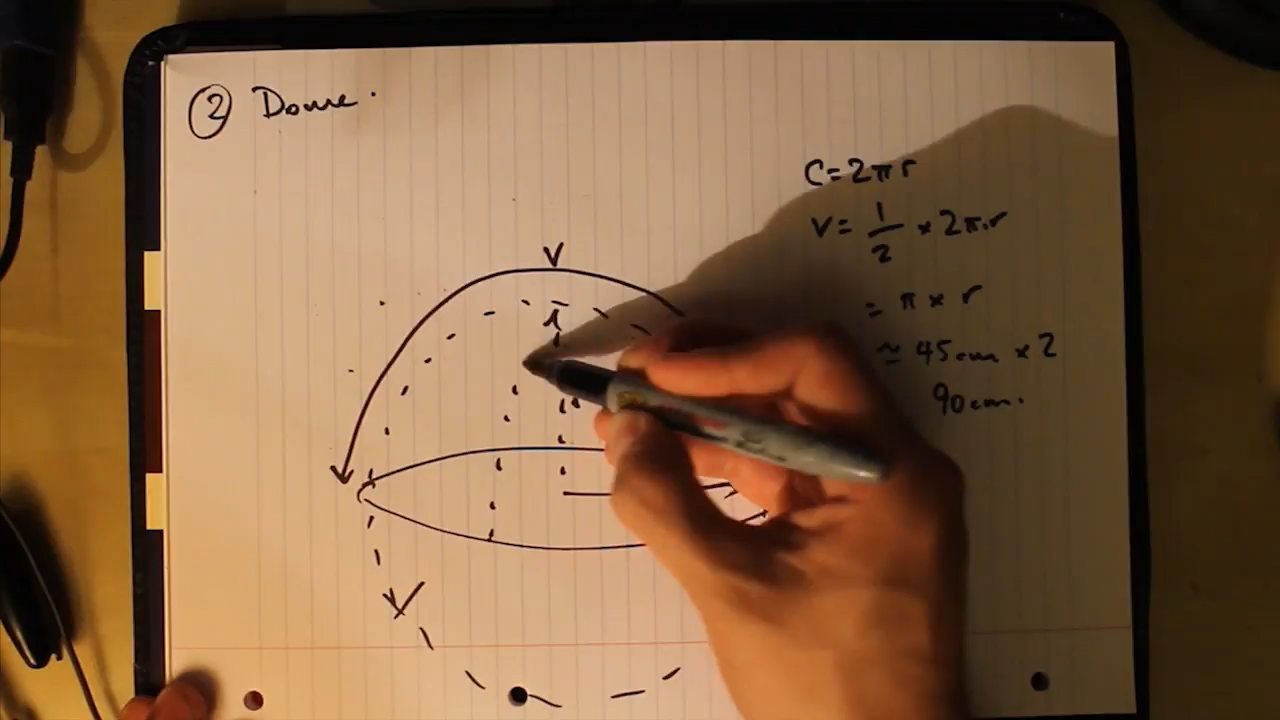 ② Dome.
C = 2πr
V = 1/2 × 2π.r
= π × r
≈ 45cm × 2
90cm.
V